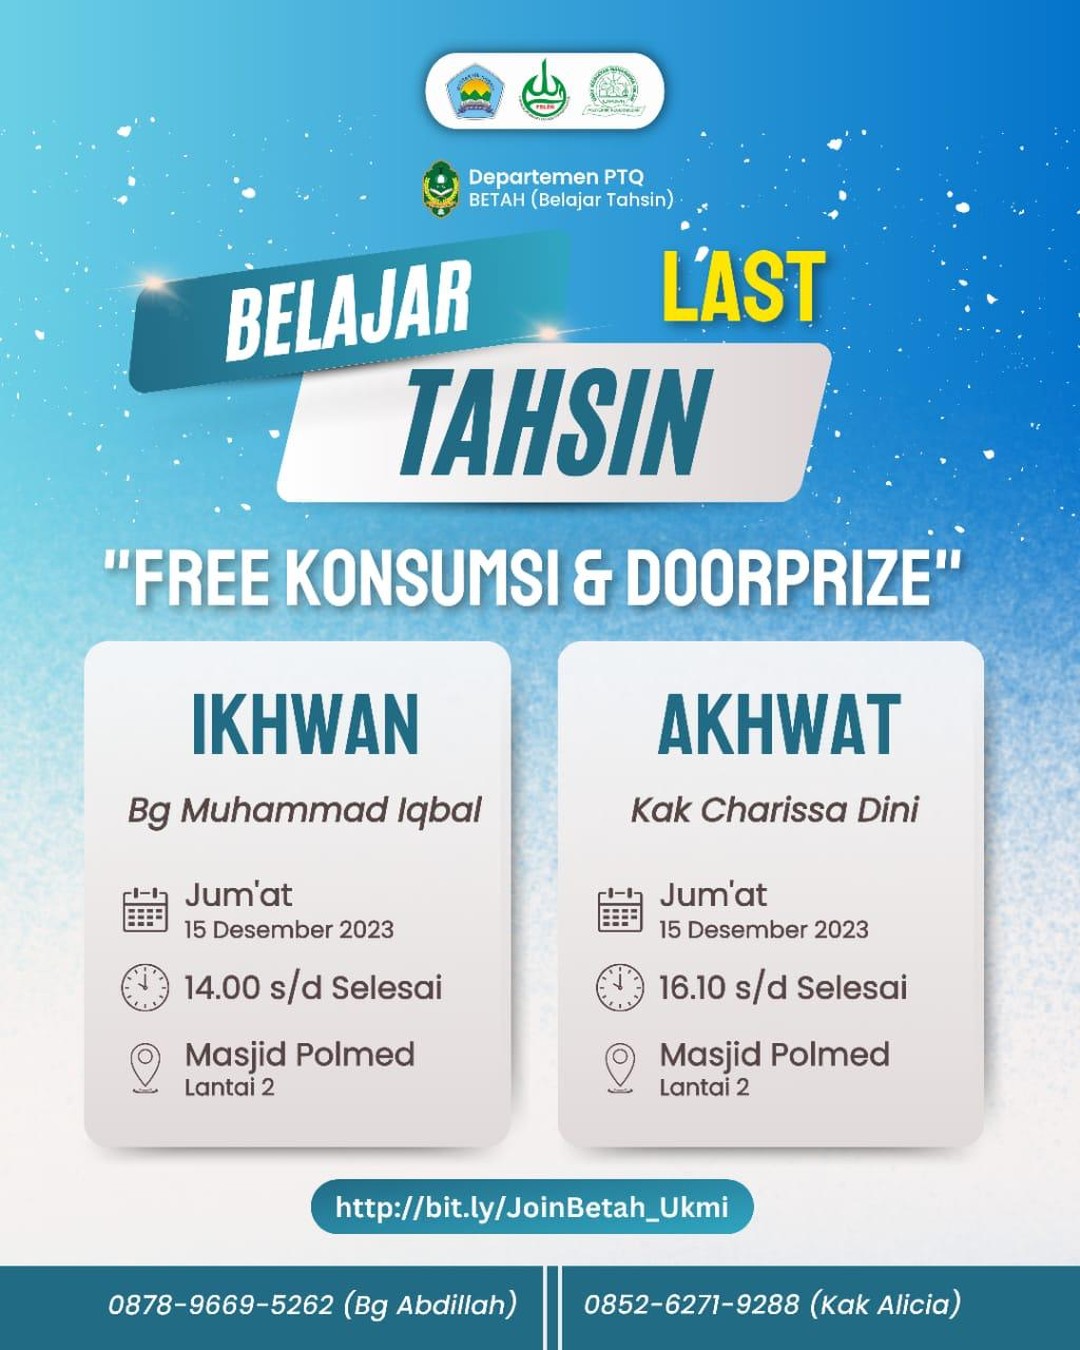 Departemen PTQ
BETAH (Belajar Tahsin)
BELAJAR
LAST
TAHSIN
"FREE KONSUMSI & DOORPRIZE"
IKHWAN
Bg Muhammad Iqbal
Jum'at
15 Desember 2023
14.00 s/d Selesai
Masjid Polmed
Lantai 2
AKHWAT
Kak Charissa Dini
Jum'at
15 Desember 2023
16.10 s/d Selesai
Masjid Polmed
Lantai 2
http://bit.ly/JoinBetah_Ukmi
0878-9669-5262 (Bg Abdillah)
0852-6271-9288 (Kak Alicia)